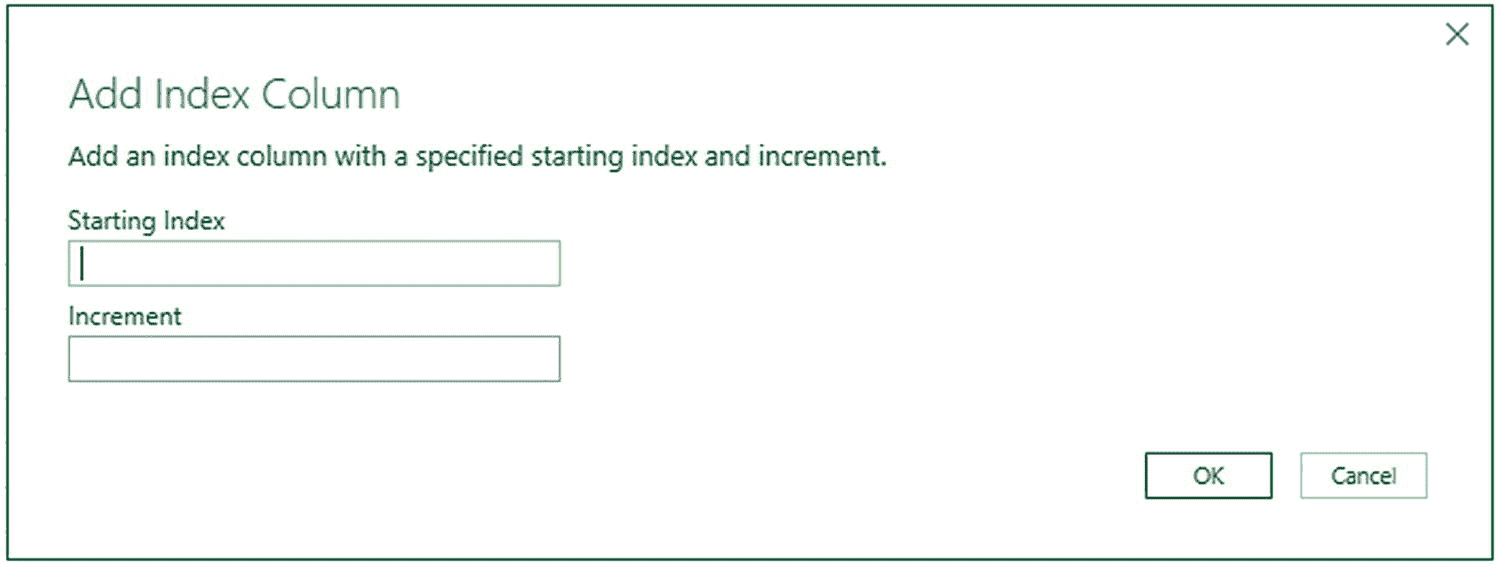 Add Index Column
Add an index column with a specified starting index and increment.
Starting Index
Increment
OK
Cancel